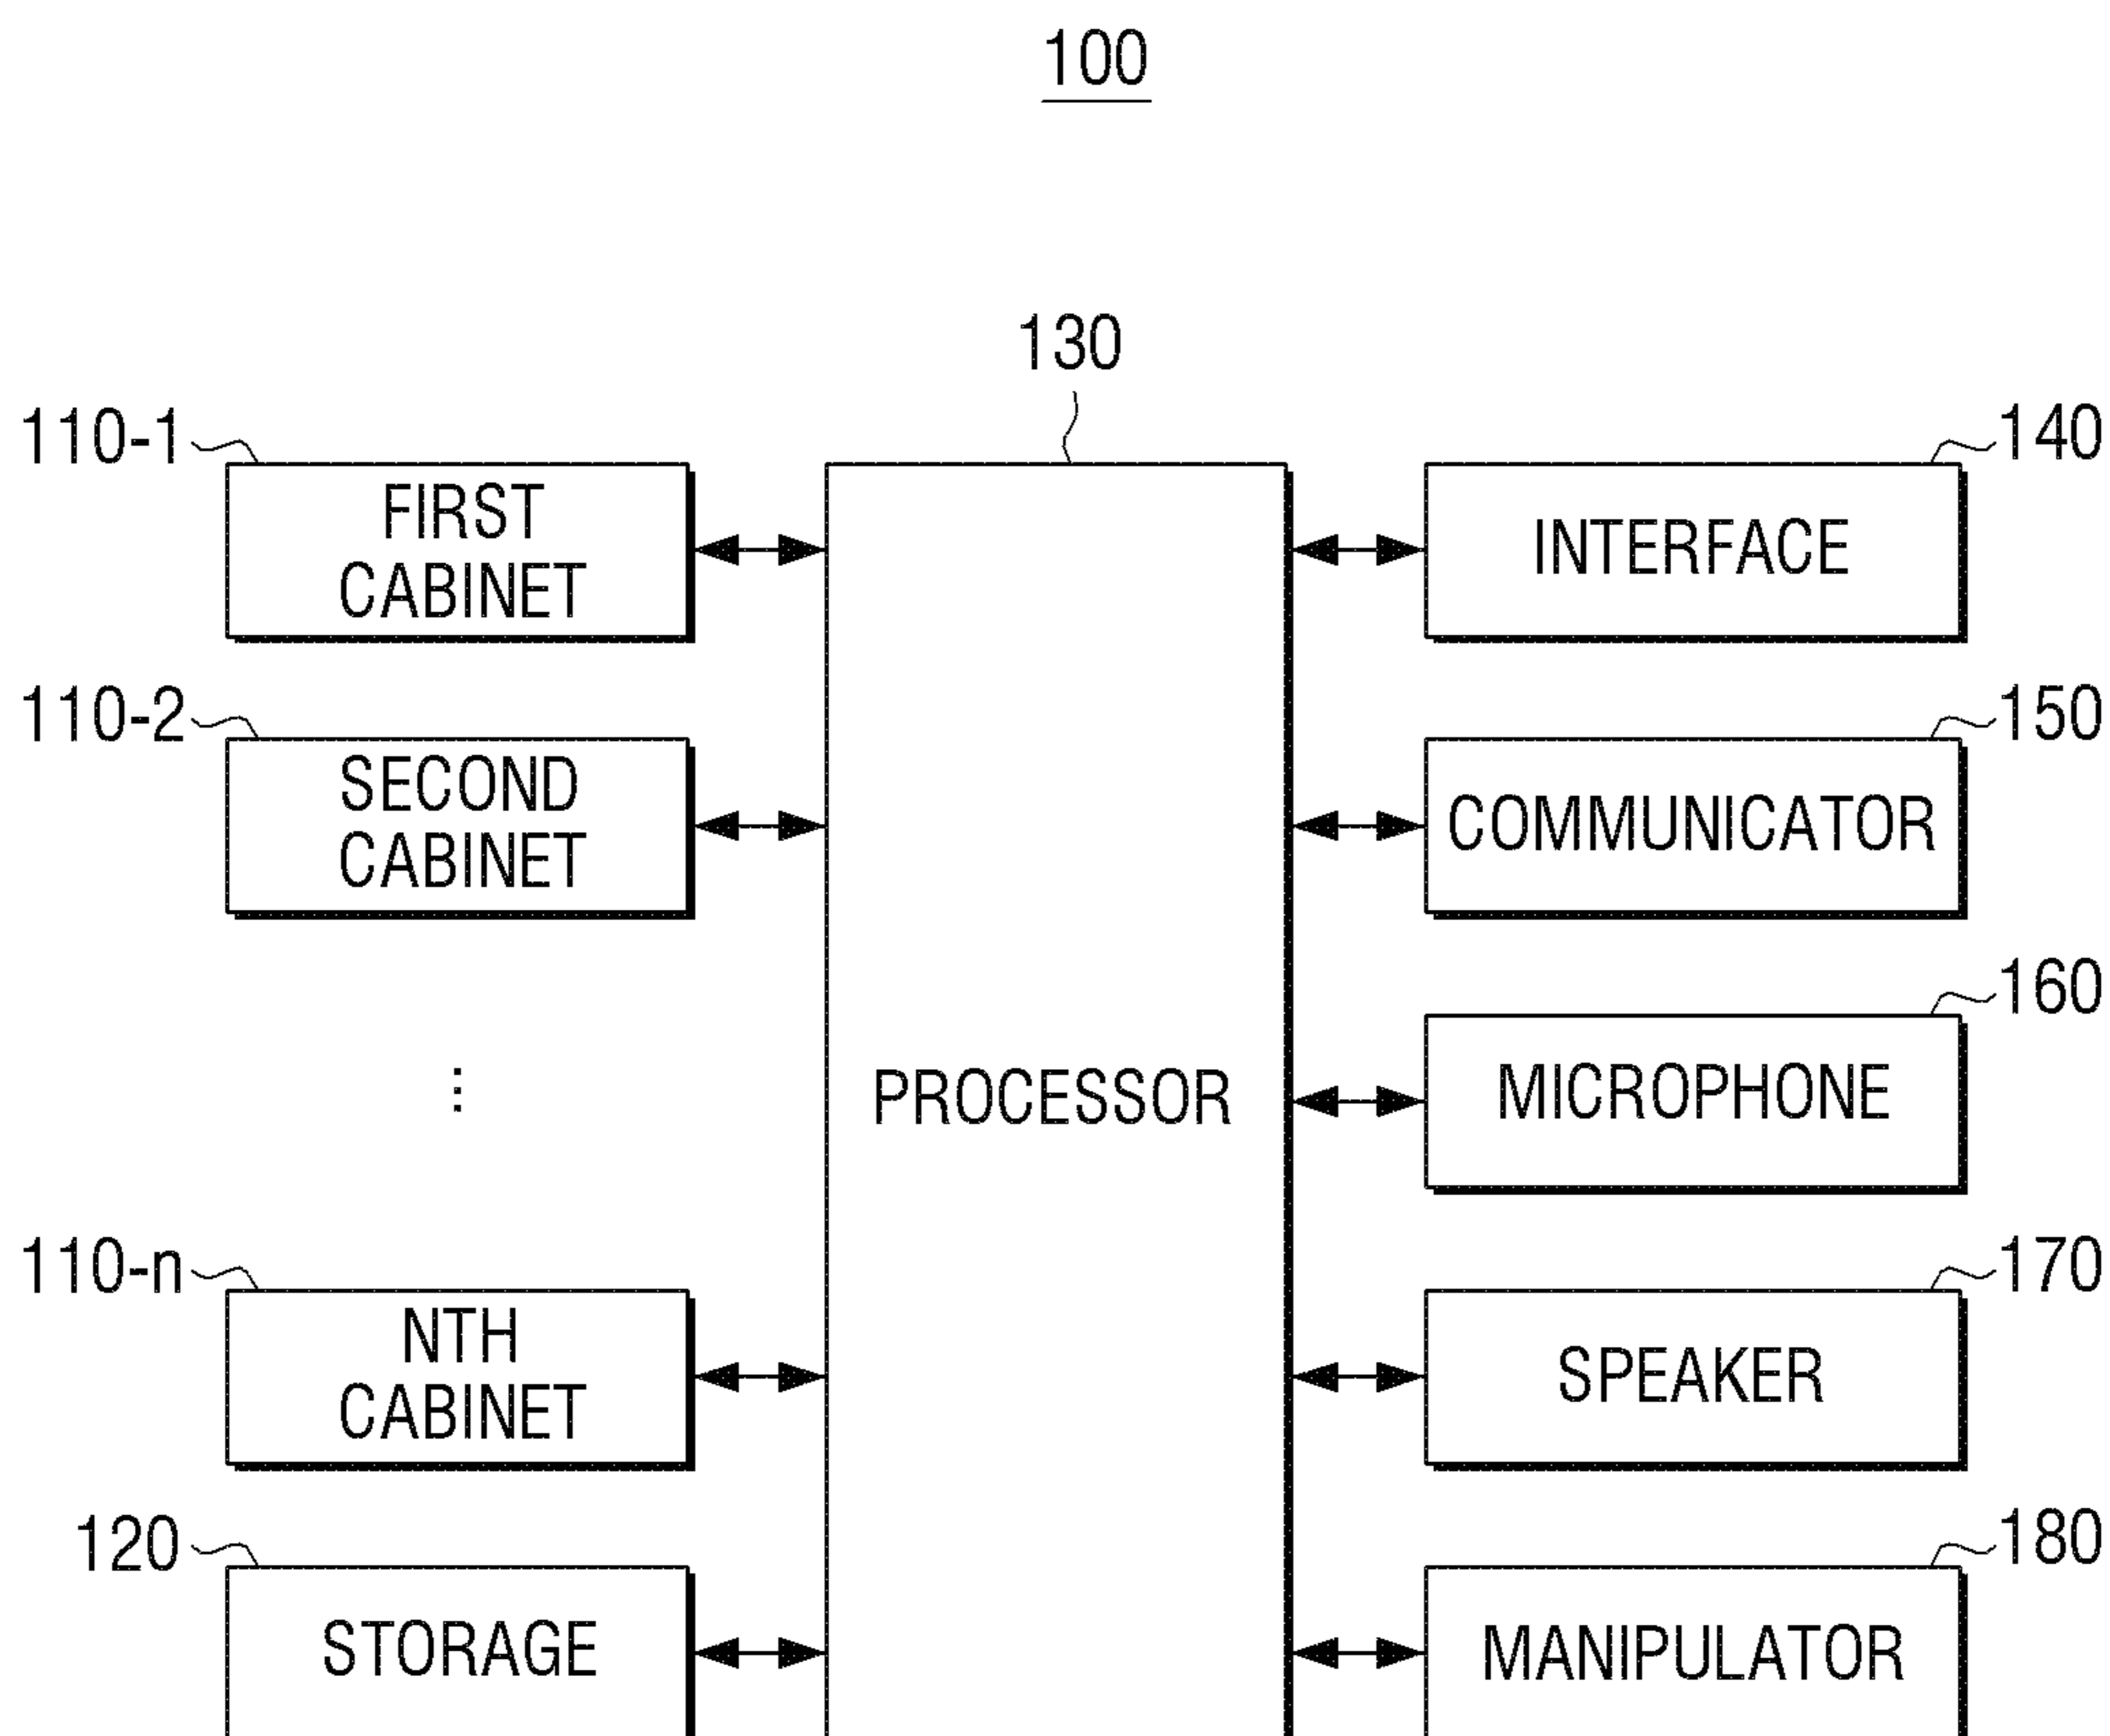 100
130
110-1
FIRST
CABINET
110-2
SECOND
CABINET
⋮
110-n
NTH
CABINET
120
STORAGE
PROCESSOR
140
INTERFACE
150
COMMUNICATOR
160
MICROPHONE
170
SPEAKER
180
MANIPULATOR